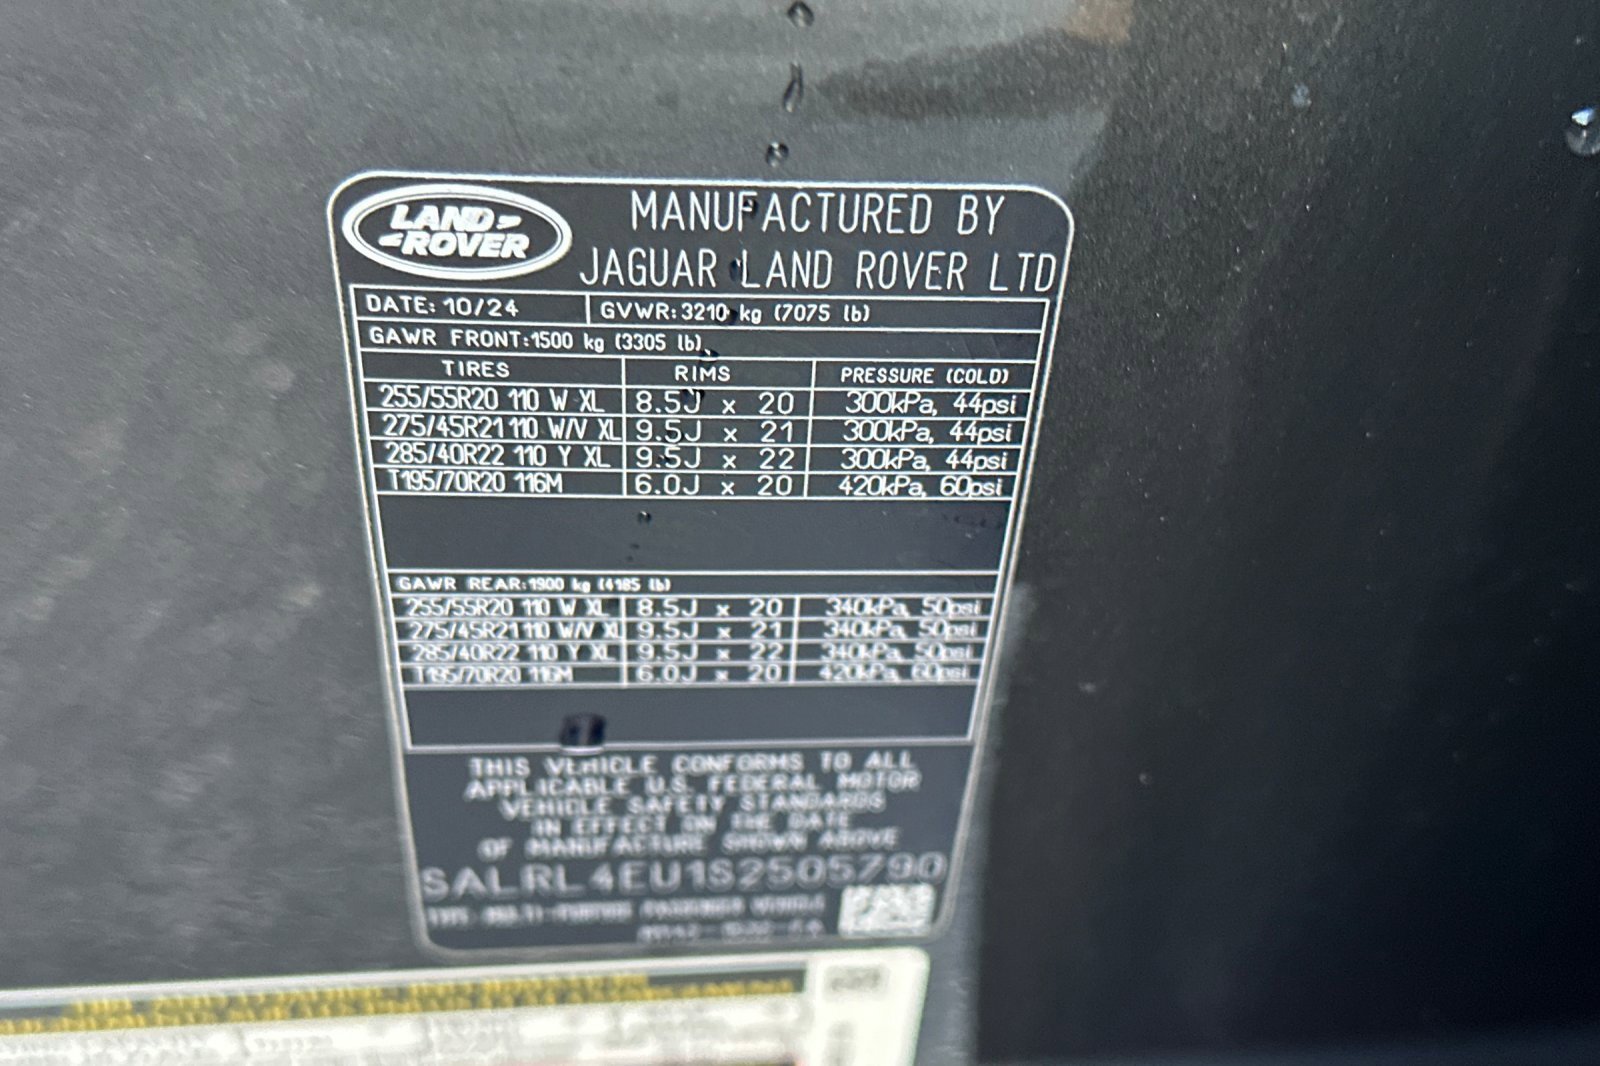 LAND
ROVER
MANUFACTURED BY
JAGUAR LAND ROVER LTD
DATE: 10/24 GVWR: 3210 kg (7075 lb)
GAWR FRONT: 1500 kg (3305 lb)
TIRES RIMS PRESSURE (COLD)
255/55R20 110 W XL 8.5J x 20 300kPa, 44psi
275/45R21 110 W/V XL 9.5J x 21 300kPa, 44psi
285/40R22 110 Y XL 9.5J x 22 300kPa, 44psi
T195/70R20 116M 6.0J x 20 420kPa, 60psi
GAWR REAR: 1900 kg (4185 lb)
255/55R20 110 W XL 8.5J x 20 340kPa, 50psi
275/45R21 110 W/V XL 9.5J x 21 340kPa, 50psi
285/40R22 110 Y XL 9.5J x 22 340kPa, 50psi
T195/70R20 116M 6.0J x 20 420kPa, 60psi
THIS VEHICLE CONFORMS TO ALL
APPLICABLE U.S. FEDERAL MOTOR
VEHICLE SAFETY STANDARDS
IN EFFECT ON THE DATE
OF MANUFACTURE SHOWN ABOVE
SALRL4EU1S2505790
TYPE: MULTI-PURPOSE PASSENGER VEHICLE